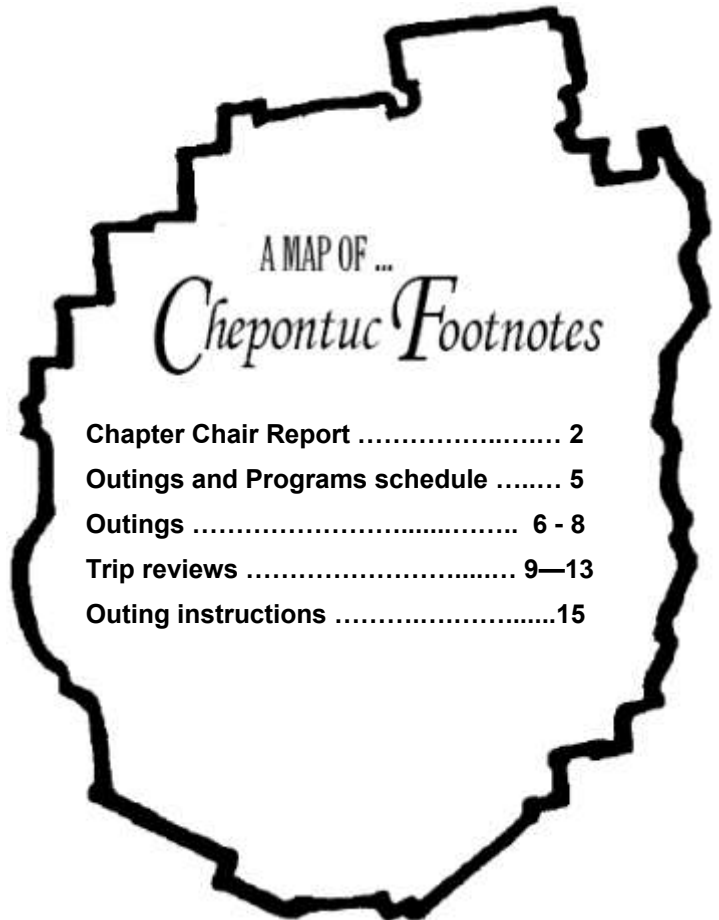 A MAP OF ...
Chepontuc Footnotes
Chapter Chair Report ……………..…..… 2
Outings and Programs schedule …..… 5
Outings …………………….......…….. 6 - 8
Trip reviews …………………….....… 9—13
Outing instructions ……….…………......15